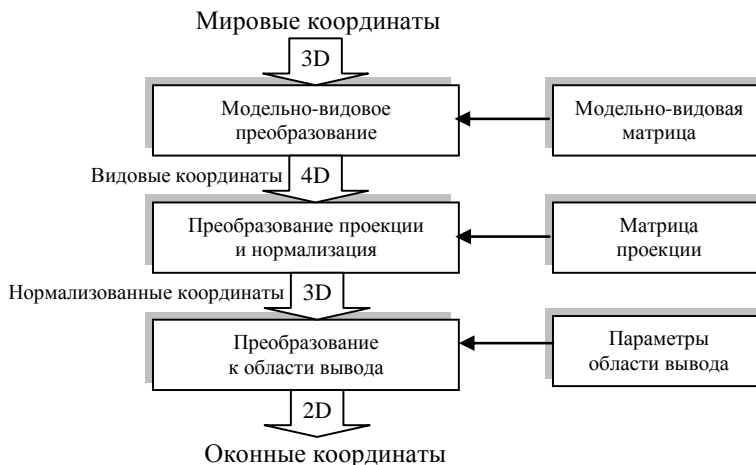 Мировые координаты
3D
Модельно-видовое
преобразование
Модельно-видовая
матрица
Видовые координаты
4D
Преобразование проекции
и нормализация
Матрица
проекции
Нормализованные координаты
3D
Преобразование
к области вывода
Параметры
области вывода
2D
Оконные координаты